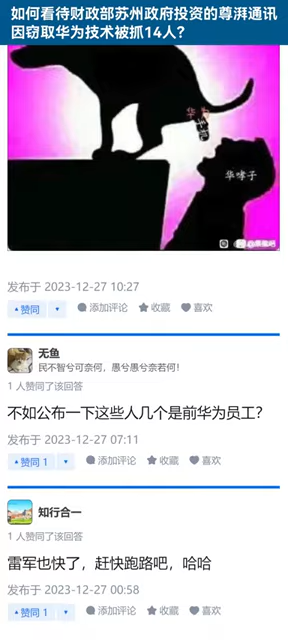 如何看待财政部苏州政府投资的尊湃通讯
因窃取华为技术被抓14人？
华为
手机
华孝子
发布于 2023-12-27 10:27
赞同
添加评论
收藏
喜欢
无鱼
民不智兮可奈何，愚兮愚兮奈若何！
1 人赞同了该回答
不如公布一下这些人几个是前华为员工？
发布于 2023-12-27 07:11
赞同 1
添加评论
收藏
喜欢
知行合一
1 人赞同了该回答
雷军也快了，赶快跑路吧，哈哈
发布于 2023-12-27 00:58
赞同 1
添加评论
收藏
喜欢